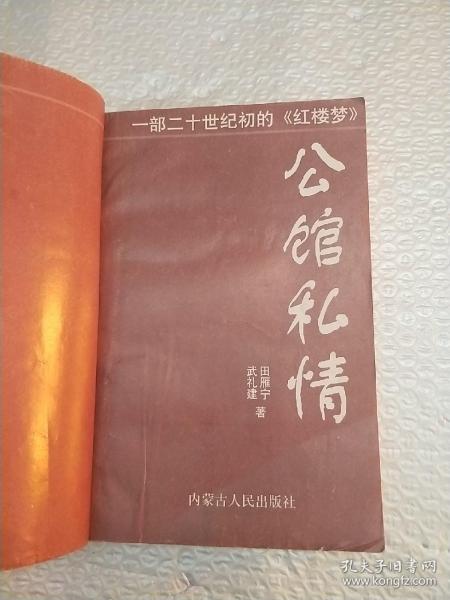 一部二十世纪初的《红楼梦》
公馆私情
田雁宁
武礼建
著
内蒙古人民出版社
孔夫子旧书网
www.kongfz.com